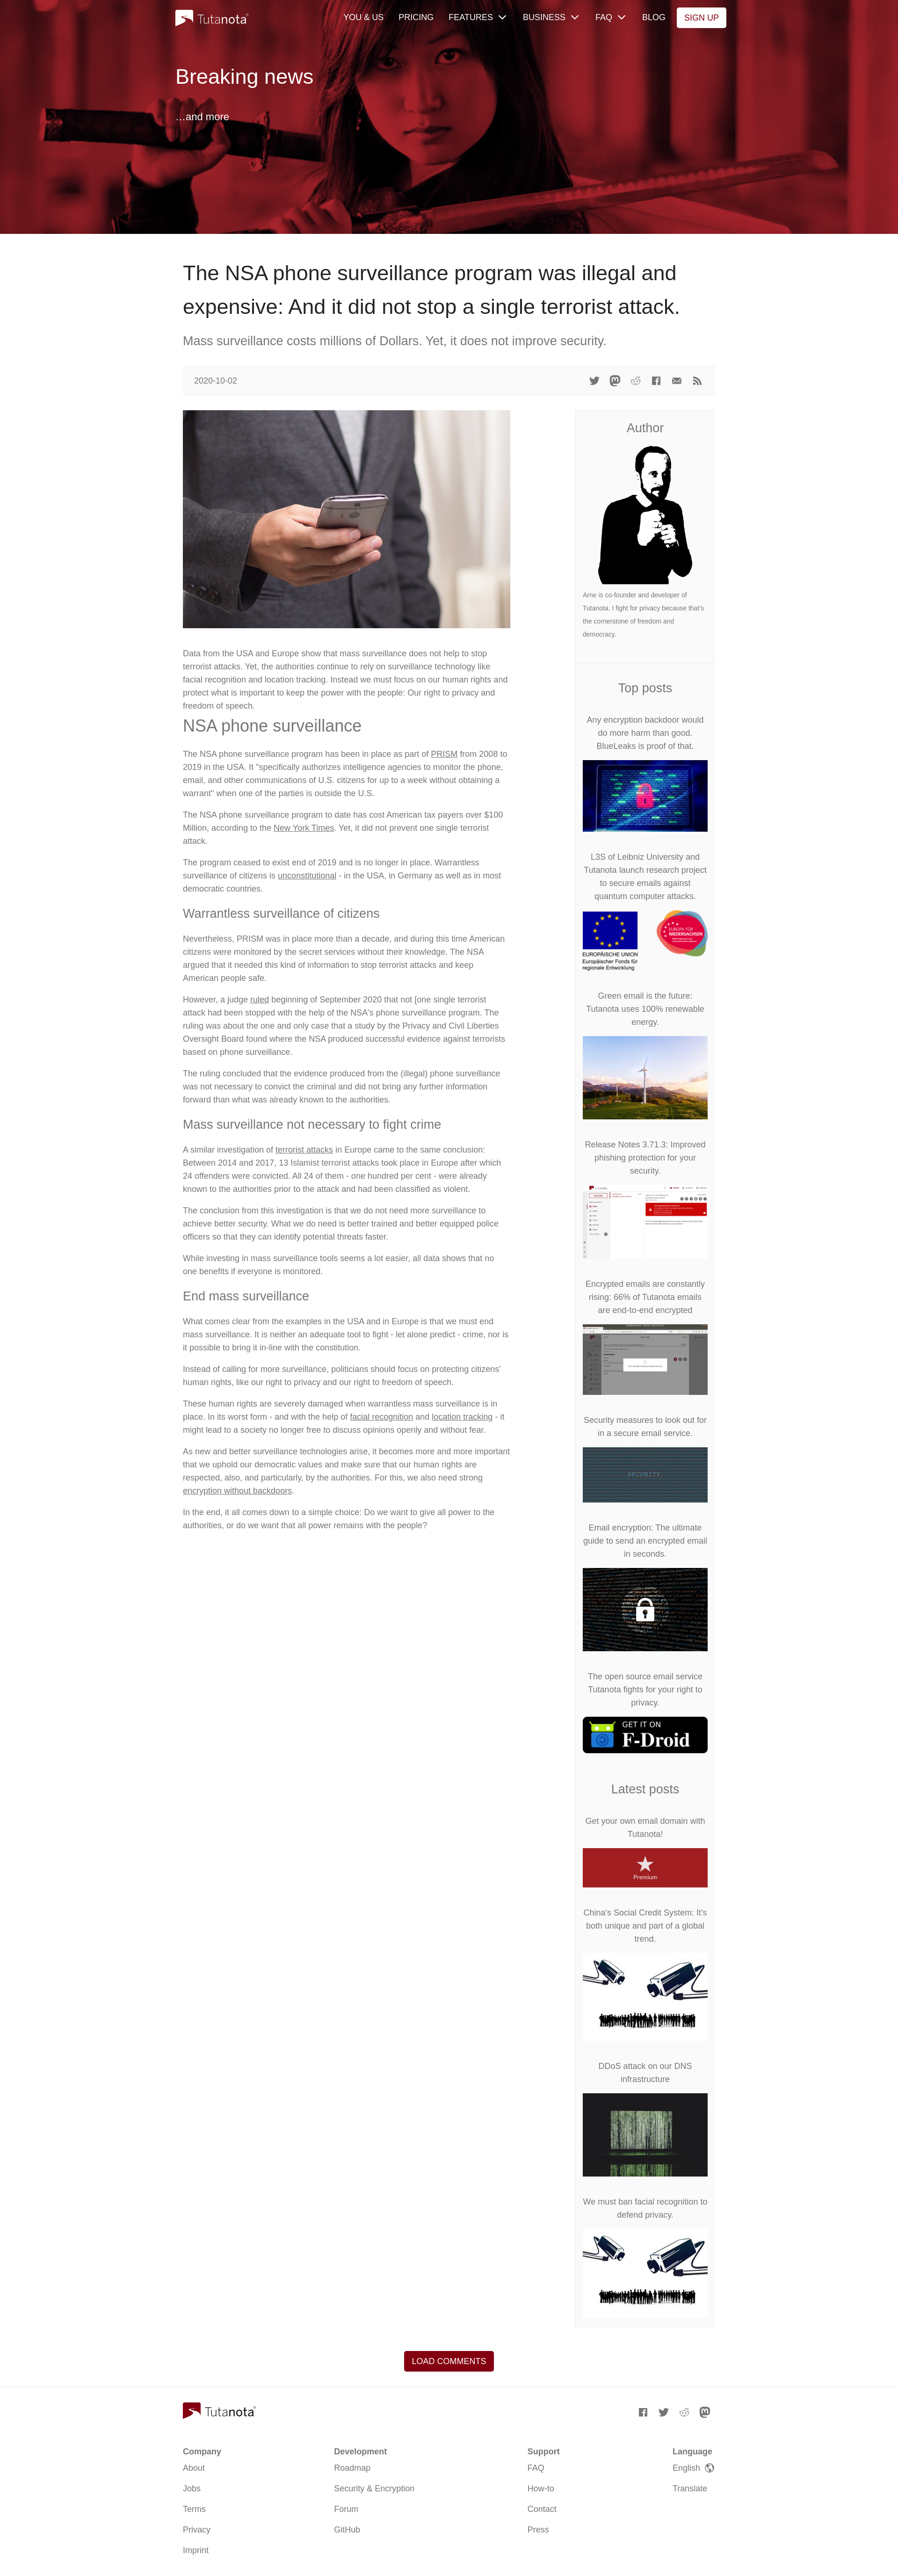 Tutanota
YOU & US
PRICING
FEATURES
BUSINESS
FAQ
BLOG
SIGN UP
Breaking news
…and more
The NSA phone surveillance program was illegal and
expensive: And it did not stop a single terrorist attack.
Mass surveillance costs millions of Dollars. Yet, it does not improve security.
2020-10-02
Data from the USA and Europe show that mass surveillance does not help to stop
terrorist attacks. Yet, the authorities continue to rely on surveillance technology like
facial recognition and location tracking. Instead we must focus on our human rights and
protect what is important to keep the power with the people: Our right to privacy and
freedom of speech.
NSA phone surveillance
The NSA phone surveillance program has been in place as part of PRISM from 2008 to
2019 in the USA. It "specifically authorizes intelligence agencies to monitor the phone,
email, and other communications of U.S. citizens for up to a week without obtaining a
warrant" when one of the parties is outside the U.S.
The NSA phone surveillance program to date has cost American tax payers over $100
Million, according to the New York Times. Yet, it did not prevent one single terrorist
attack.
The program ceased to exist end of 2019 and is no longer in place. Warrantless
surveillance of citizens is unconstitutional - in the USA, in Germany as well as in most
democratic countries.
Warrantless surveillance of citizens
Nevertheless, PRISM was in place more than a decade, and during this time American
citizens were monitored by the secret services without their knowledge. The NSA
argued that it needed this kind of information to stop terrorist attacks and keep
American people safe.
However, a judge ruled beginning of September 2020 that not [one single terrorist
attack had been stopped with the help of the NSA's phone surveillance program. The
ruling was about the one and only case that a study by the Privacy and Civil Liberties
Oversight Board found where the NSA produced successful evidence against terrorists
based on phone surveillance.
The ruling concluded that the evidence produced from the (illegal) phone surveillance
was not necessary to convict the criminal and did not bring any further information
forward than what was already known to the authorities.
Mass surveillance not necessary to fight crime
A similar investigation of terrorist attacks in Europe came to the same conclusion:
Between 2014 and 2017, 13 Islamist terrorist attacks took place in Europe after which
24 offenders were convicted. All 24 of them - one hundred per cent - were already
known to the authorities prior to the attack and had been classified as violent.
The conclusion from this investigation is that we do not need more surveillance to
achieve better security. What we do need is better trained and better equipped police
officers so that they can identify potential threats faster.
While investing in mass surveillance tools seems a lot easier, all data shows that no
one benefits if everyone is monitored.
End mass surveillance
What comes clear from the examples in the USA and in Europe is that we must end
mass surveillance. It is neither an adequate tool to fight - let alone predict - crime, nor is
it possible to bring it in-line with the constitution.
Instead of calling for more surveillance, politicians should focus on protecting citizens'
human rights, like our right to privacy and our right to freedom of speech.
These human rights are severely damaged when warrantless mass surveillance is in
place. In its worst form - and with the help of facial recognition and location tracking - it
might lead to a society no longer free to discuss opinions openly and without fear.
As new and better surveillance technologies arise, it becomes more and more important
that we uphold our democratic values and make sure that our human rights are
respected, also, and particularly, by the authorities. For this, we also need strong
encryption without backdoors.
In the end, it all comes down to a simple choice: Do we want to give all power to the
authorities, or do we want that all power remains with the people?
Author
Arne is co-founder and developer of
Tutanota. I fight for privacy because that's
the cornerstone of freedom and
democracy.
Top posts
Any encryption backdoor would
do more harm than good.
BlueLeaks is proof of that.
L3S of Leibniz University and
Tutanota launch research project
to secure emails against
quantum computer attacks.
EUROPA FÜR
NIEDERSACHSEN
EUROPÄISCHE UNION
Europäischer Fonds für
regionale Entwicklung
Green email is the future:
Tutanota uses 100% renewable
energy.
Release Notes 3.71.3: Improved
phishing protection for your
security.
Encrypted emails are constantly
rising: 66% of Tutanota emails
are end-to-end encrypted
Security measures to look out for
in a secure email service.
SECURITY
Email encryption: The ultimate
guide to send an encrypted email
in seconds.
The open source email service
Tutanota fights for your right to
privacy.
GET IT ON
F-Droid
Latest posts
Get your own email domain with
Tutanota!
Premium
China's Social Credit System: It's
both unique and part of a global
trend.
DDoS attack on our DNS
infrastructure
We must ban facial recognition to
defend privacy.
LOAD COMMENTS
Tutanota
Company
About
Jobs
Terms
Privacy
Imprint
Development
Roadmap
Security & Encryption
Forum
GitHub
Support
FAQ
How-to
Contact
Press
Language
English
Translate